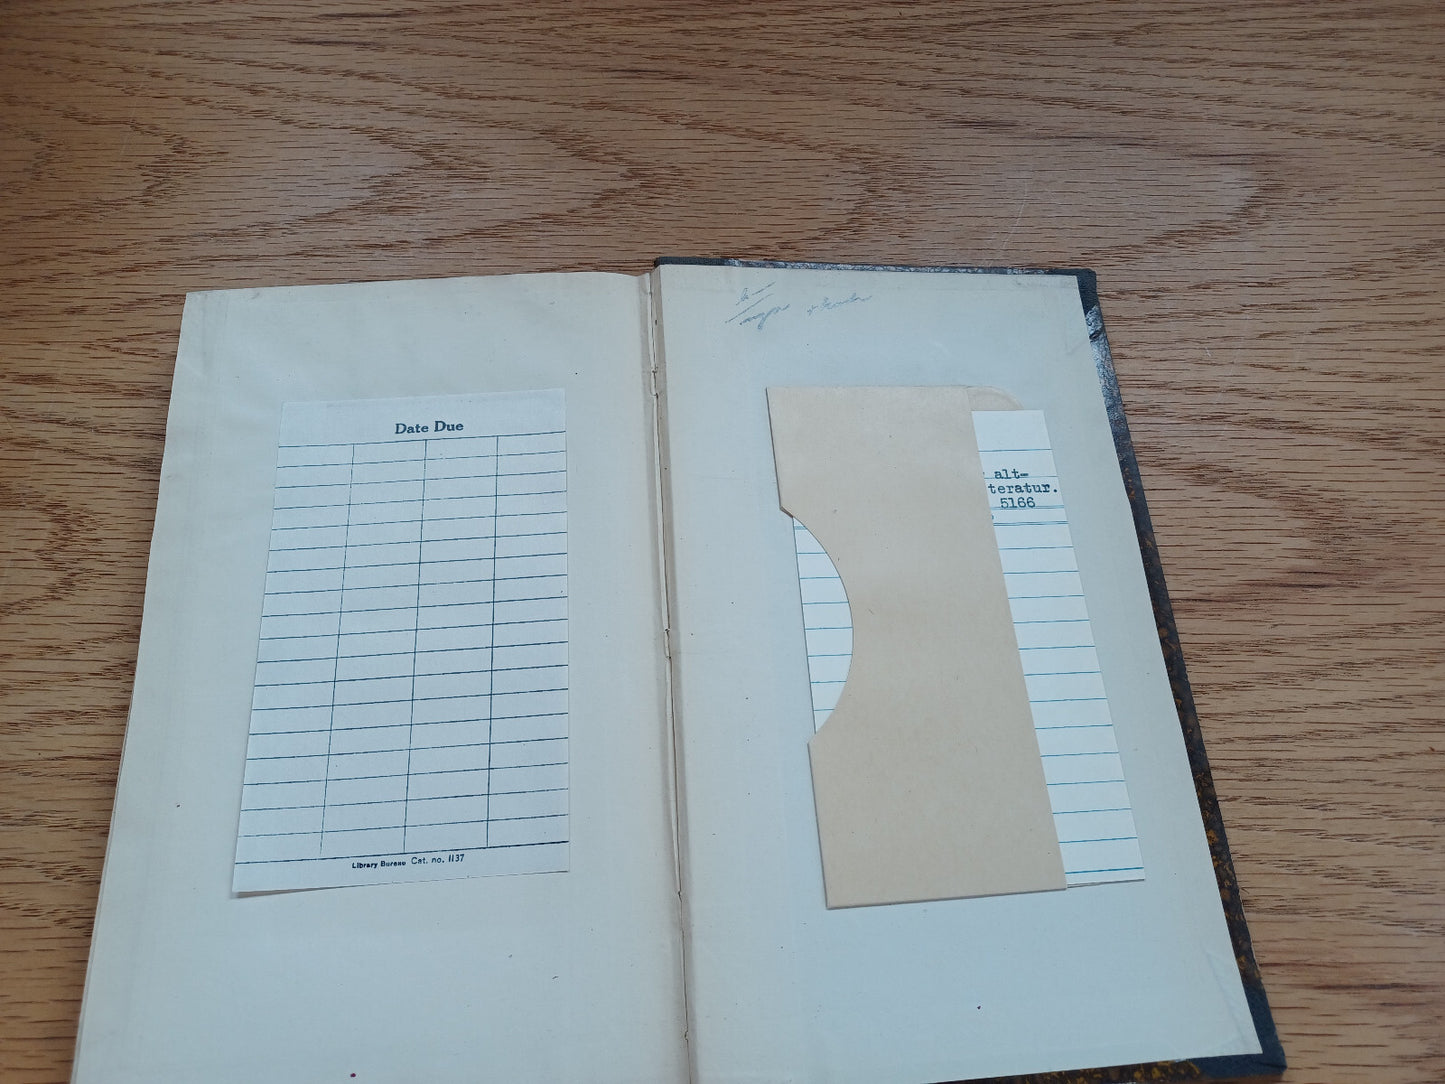 Date Due
Library Bureau Cat. no. 1137
alt-
teratur.
5166